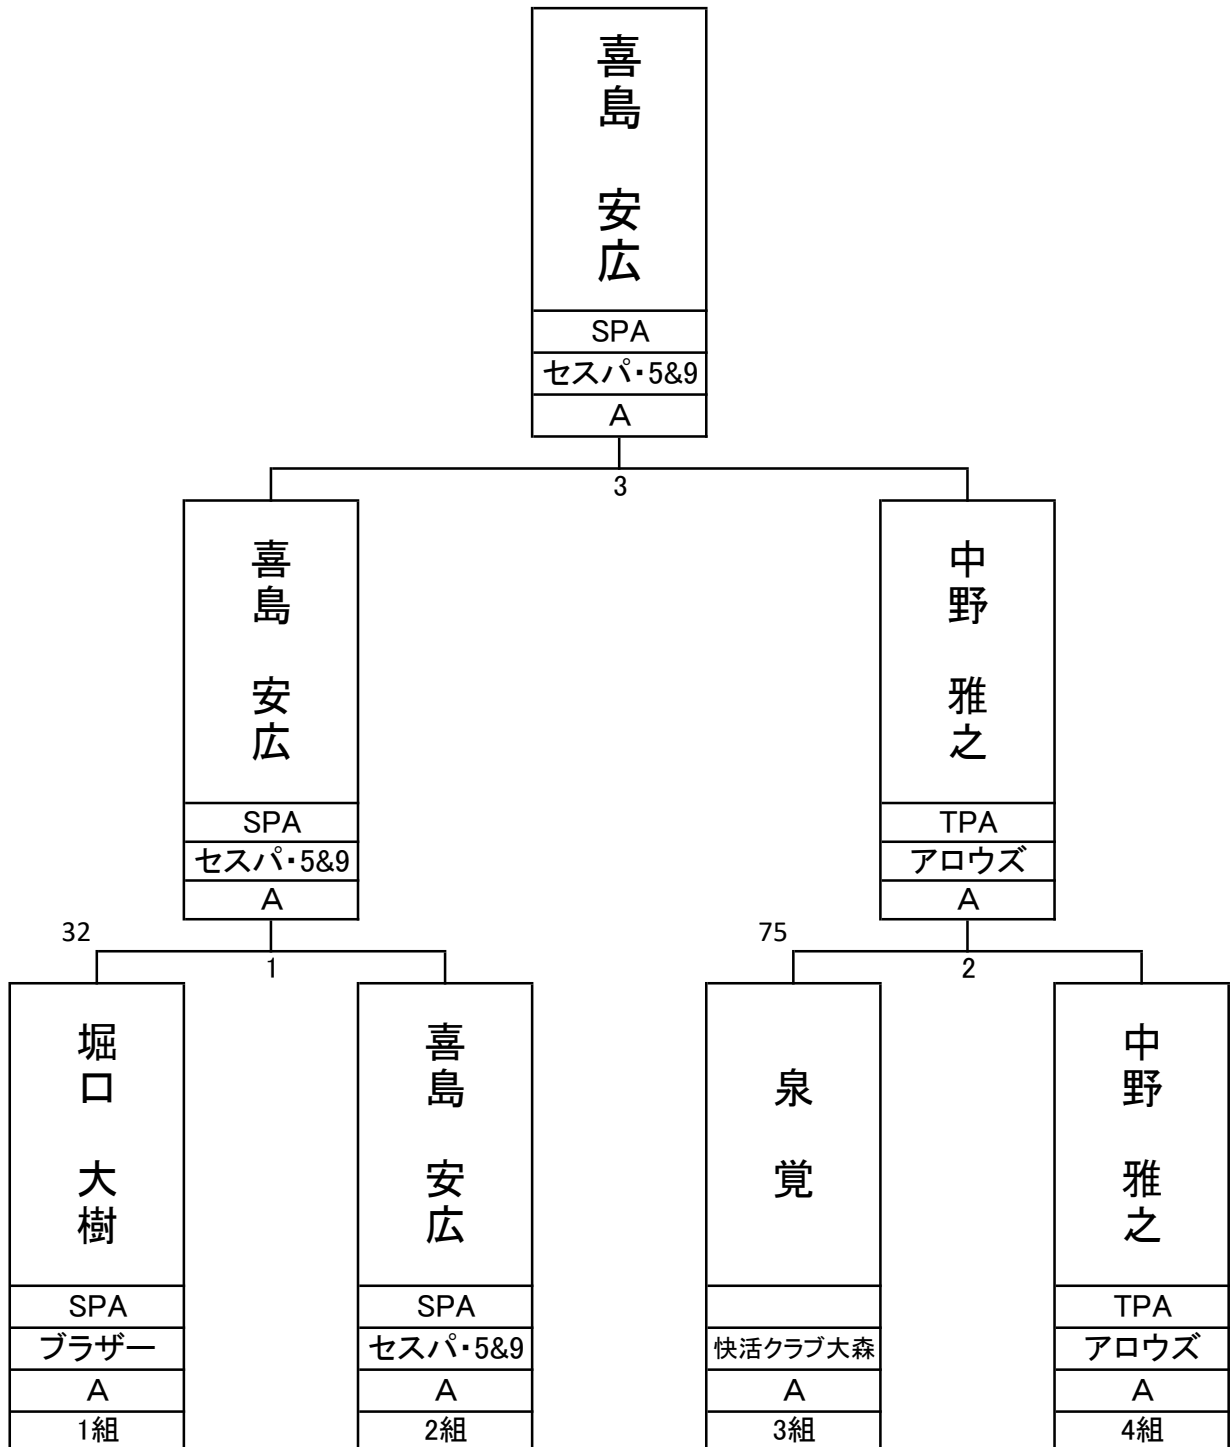 喜島　安広
SPA
セスパ・5&9
A
3
喜島　安広
SPA
セスパ・5&9
A
中野　雅之
TPA
アロウズ
A
32
1
75
2
堀口　大樹
SPA
ブラザー
A
1組
喜島　安広
SPA
セスパ・5&9
A
2組
泉　覚
快活クラブ大森
A
3組
中野　雅之
TPA
アロウズ
A
4組